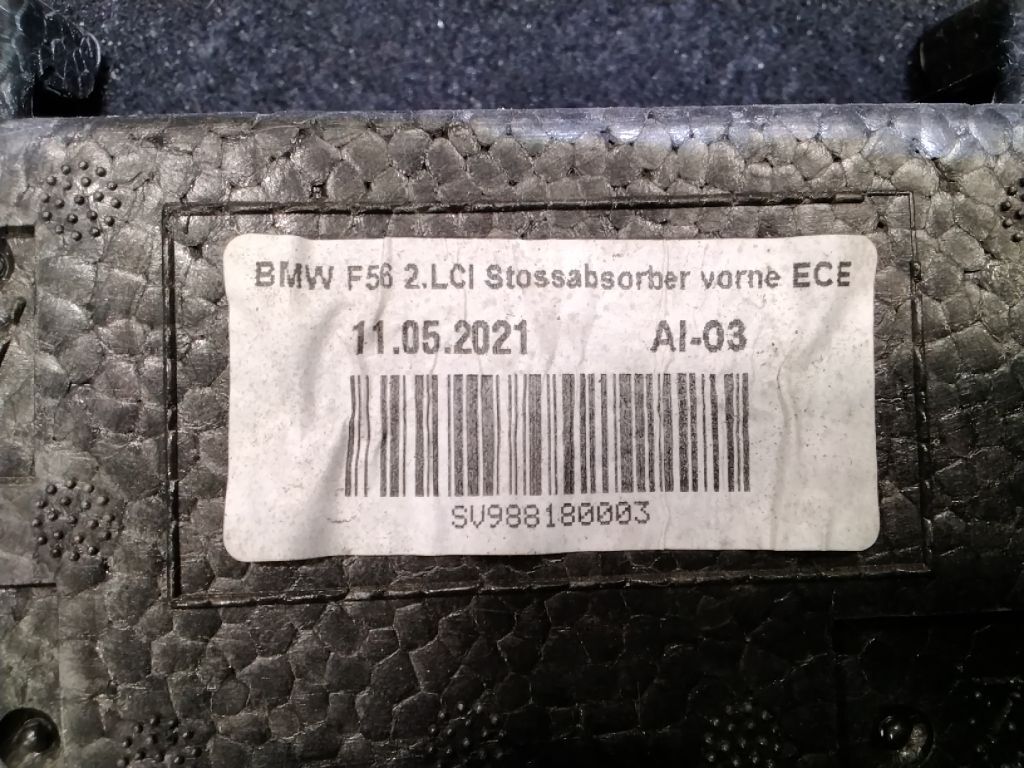 BMW F56 2.LCI Stossabsorber vorne ECE
11.05.2021 AI-03
SV988180003